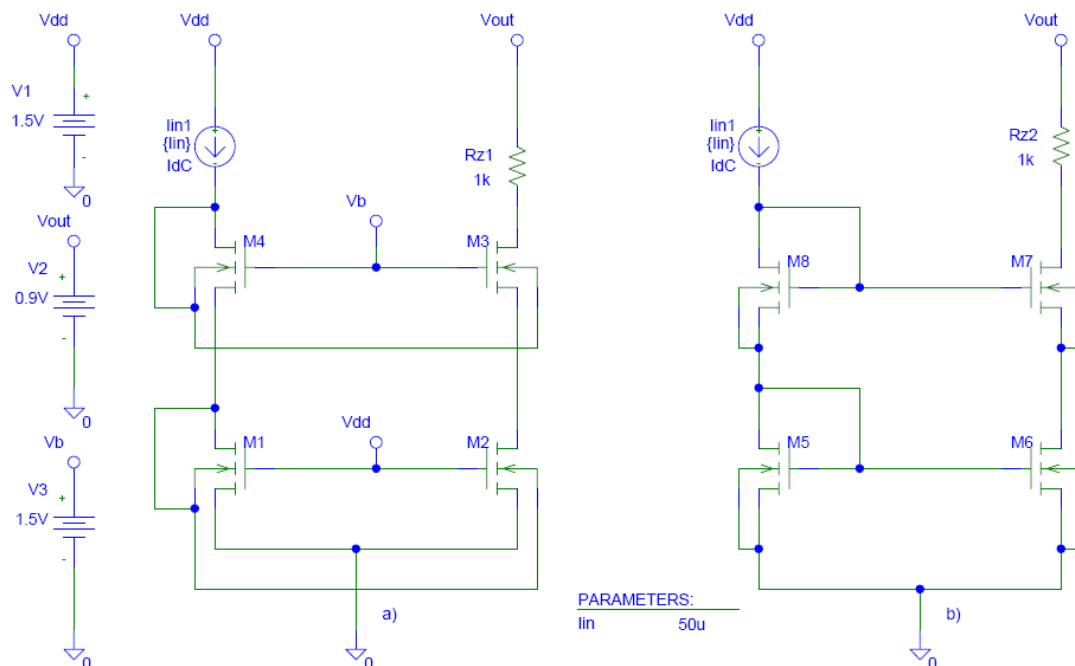 Vdd
Vdd
Vout
Vdd
Vout
V1
+
1.5V
-
0
Iin1
{Iin}
IdC
+
-
Rz1
1k
Iin1
{Iin}
IdC
+
-
Rz2
1k
Vout
V2
+
0.9V
-
0
Vb
M4
M3
M8
M7
Vb
V3
+
1.5V
-
0
Vdd
M1
M2
M5
M6
a)
0
PARAMETERS:
Iin 50u
b)
0